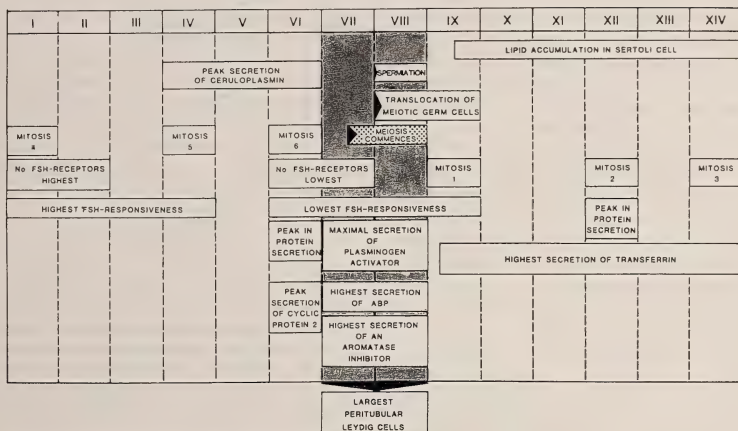 I II III IV V VI VII VIII IX X XI XII XIII XIV
LIPID ACCUMULATION IN SERTOLI CELL
PEAK SECRETION
OF CERULOPLASMIN
SPERMIATION
TRANSLOCATION OF
MEIOTIC GERM CELLS
MITOSIS
4
MITOSIS
5
MITOSIS
6
MEIOSIS
COMMENCES
No FSH-RECEPTORS
HIGHEST
No FSH-RECEPTORS
LOWEST
MITOSIS
1
MITOSIS
2
MITOSIS
3
HIGHEST FSH-RESPONSIVENESS
LOWEST FSH-RESPONSIVENESS
PEAK IN
PROTEIN
SECRETION
PEAK IN
PROTEIN
SECRETION
MAXIMAL SECRETION
OF
PLASMINOGEN
ACTIVATOR
HIGHEST SECRETION OF TRANSFERRIN
PEAK
SECRETION
OF CYCLIC
PROTEIN 2
HIGHEST SECRETION
OF ABP
HIGHEST SECRETION
OF AN
AROMATASE
INHIBITOR
LARGEST
PERITUBULAR
LEYDIG CELLS